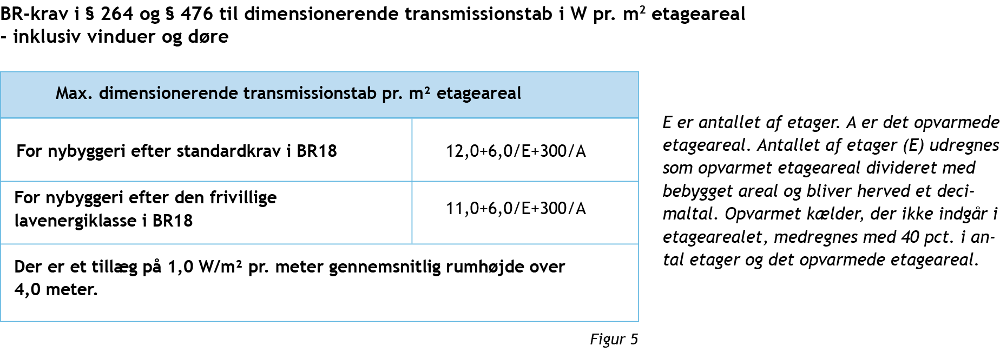 BR-krav i § 264 og § 476 til dimensionerende transmissionstab i W pr. m² etageareal
- inklusiv vinduer og døre
Max. dimensionerende transmissionstab pr. m² etageareal
For nybyggeri efter standardkrav i BR18
12,0+6,0/E+300/A
For nybyggeri efter den frivillige
lavenergiklasse i BR18
11,0+6,0/E+300/A
Der er et tillæg på 1,0 W/m² pr. meter gennemsnitlig rumhøjde over
4,0 meter.
E er antallet af etager. A er det opvarmede
etageareal. Antallet af etager (E) udregnes
som opvarmet etageareal divideret med
bebygget areal og bliver herved et deci-
maltal. Opvarmet kælder, der ikke indgår i
etagearealet, medregnes med 40 pct. i an-
tal etager og det opvarmede etageareal.
Figur 5